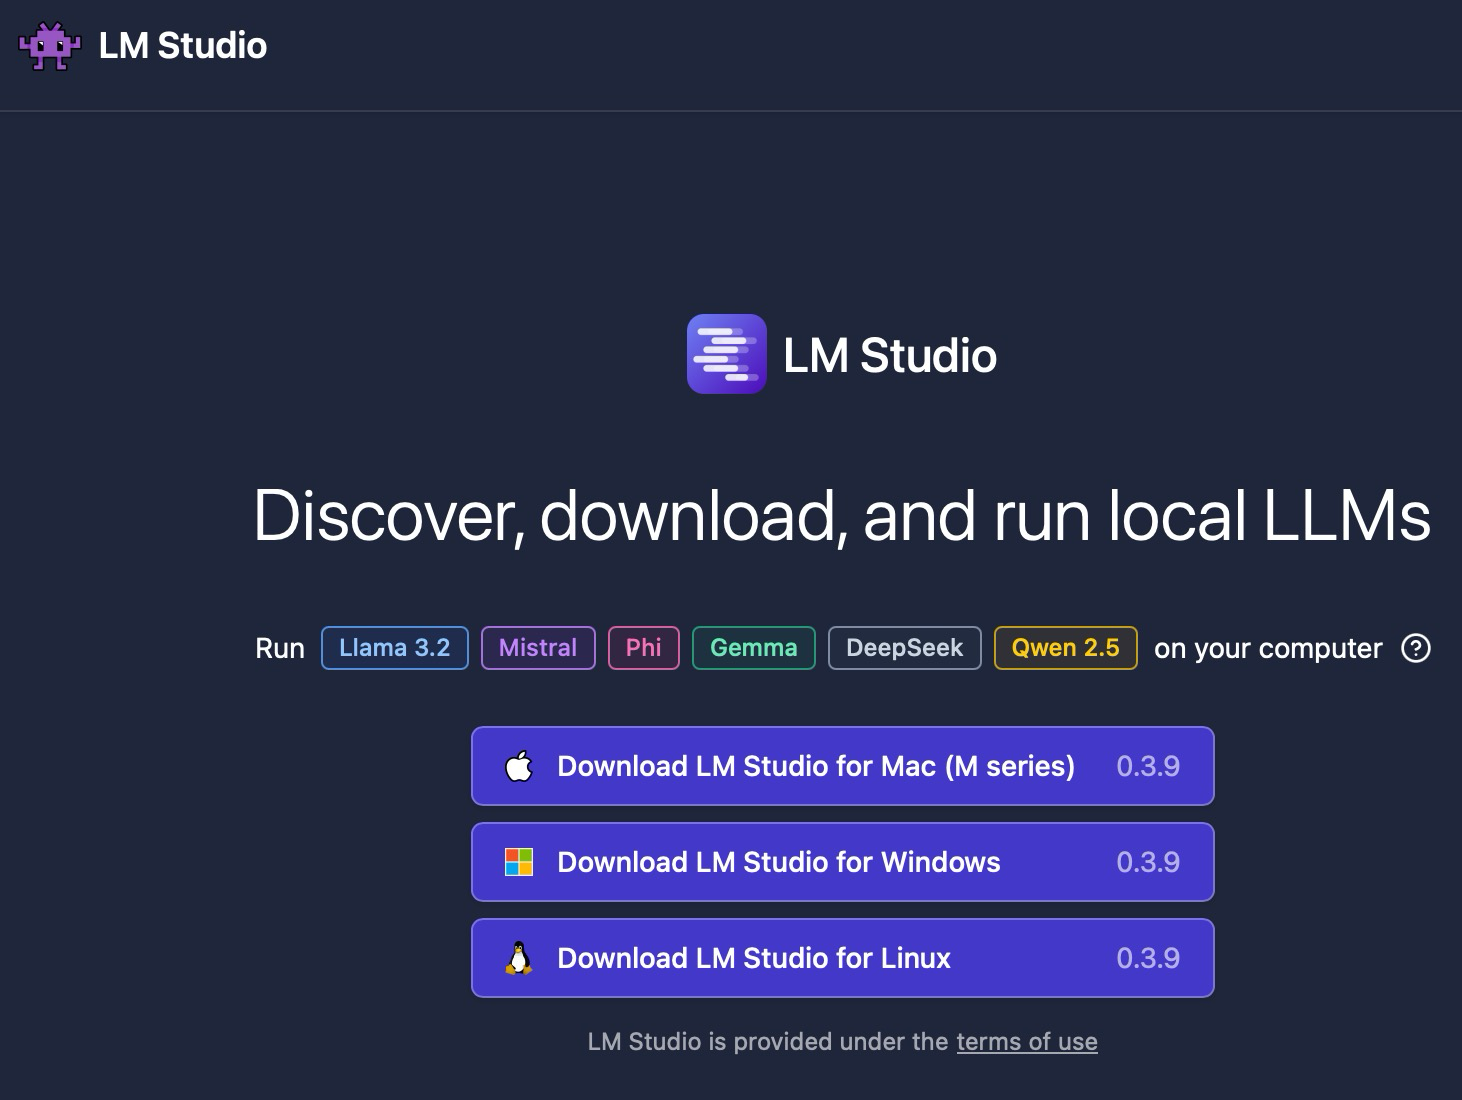 LM Studio
LM Studio
Discover, download, and run local LLMs
Run Llama 3.2 Mistral Phi Gemma DeepSeek Qwen 2.5 on your computer ?
Download LM Studio for Mac (M series) 0.3.9
Download LM Studio for Windows 0.3.9
Download LM Studio for Linux 0.3.9
LM Studio is provided under the terms of use